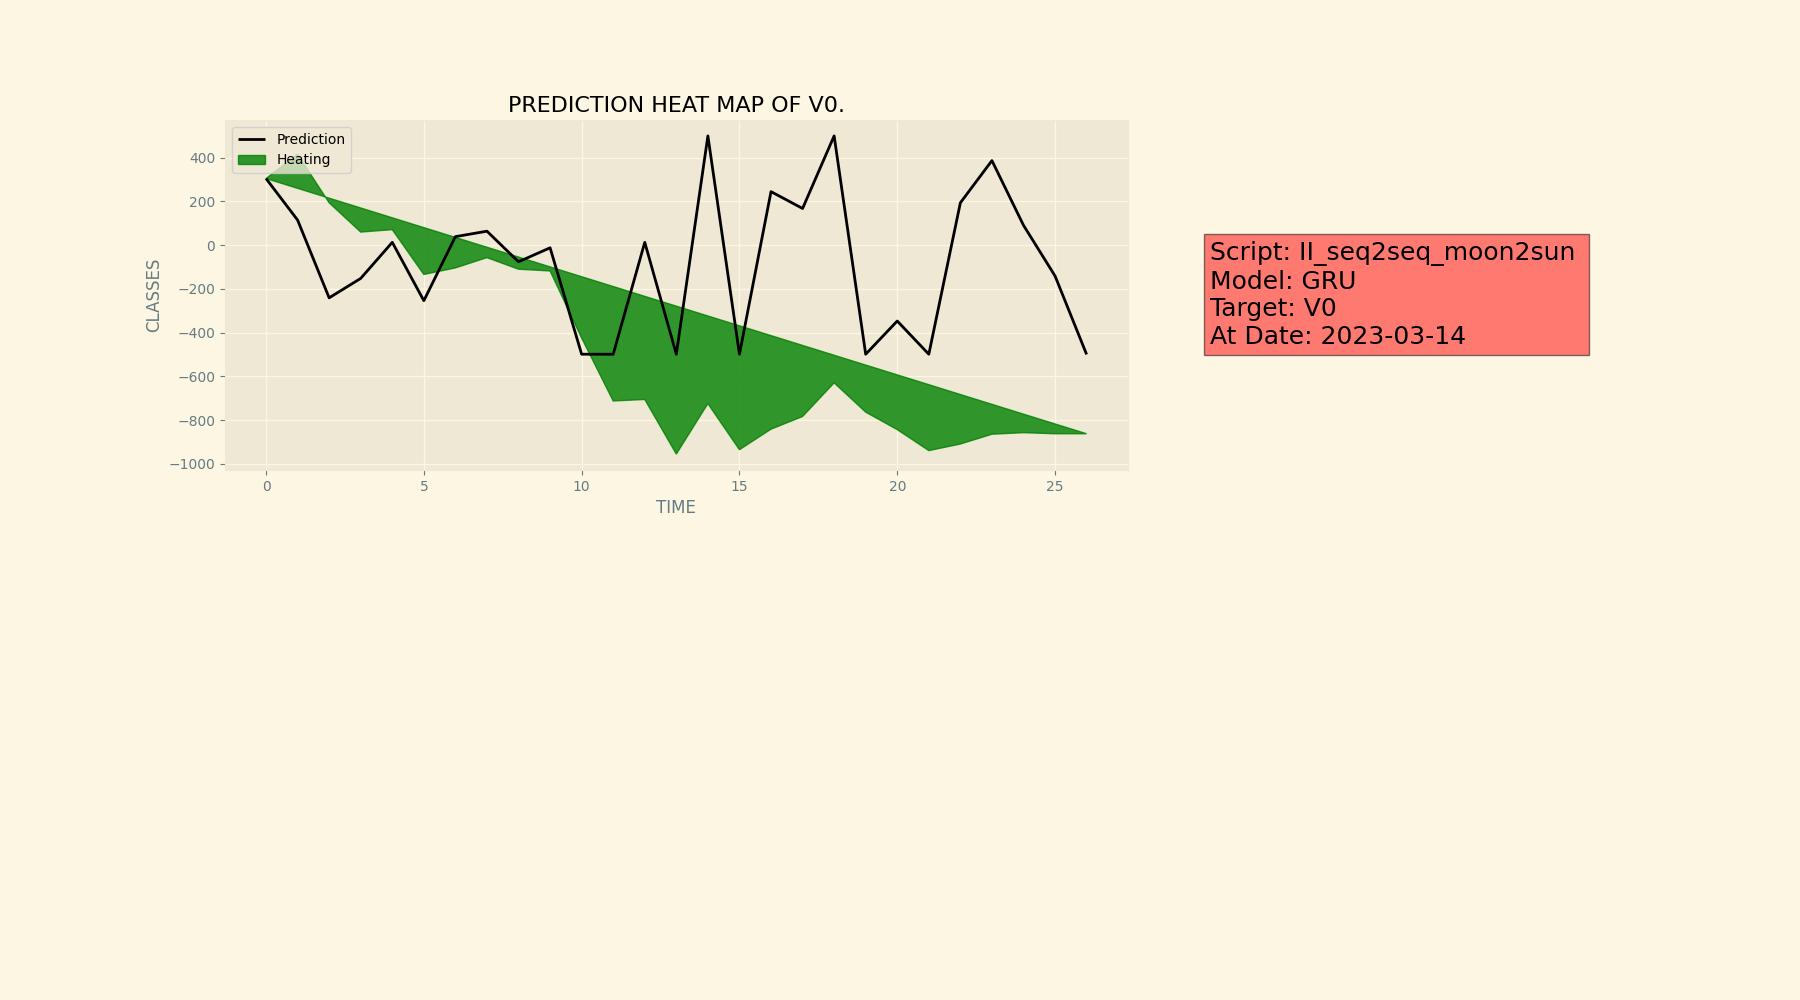 PREDICTION HEAT MAP OF V0.
Prediction
Heating
400
200
0
−200
−400
−600
−800
−1000
CLASSES
0 5 10 15 20 25
TIME
Script: II_seq2seq_moon2sun
Model: GRU
Target: V0
At Date: 2023-03-14